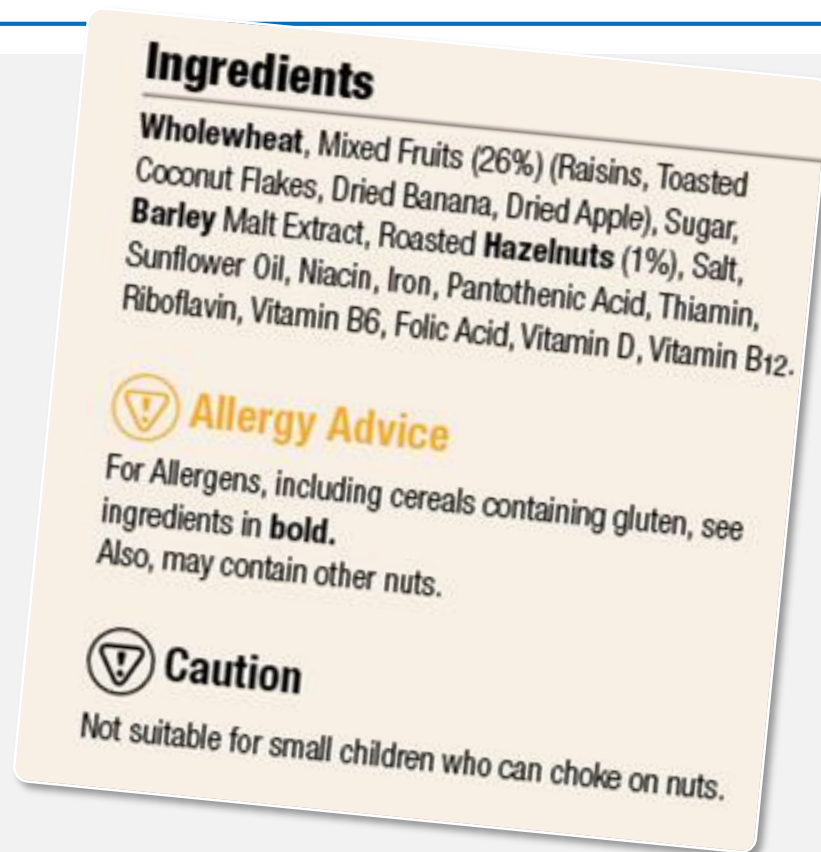 Ingredients
Wholewheat, Mixed Fruits (26%) (Raisins, Toasted
Coconut Flakes, Dried Banana, Dried Apple), Sugar,
Barley Malt Extract, Roasted Hazelnuts (1%), Salt,
Sunflower Oil, Niacin, Iron, Pantothenic Acid, Thiamin,
Riboflavin, Vitamin B6, Folic Acid, Vitamin D, Vitamin B12.
Allergy Advice
For Allergens, including cereals containing gluten, see
ingredients in bold.
Also, may contain other nuts.
Caution
Not suitable for small children who can choke on nuts.